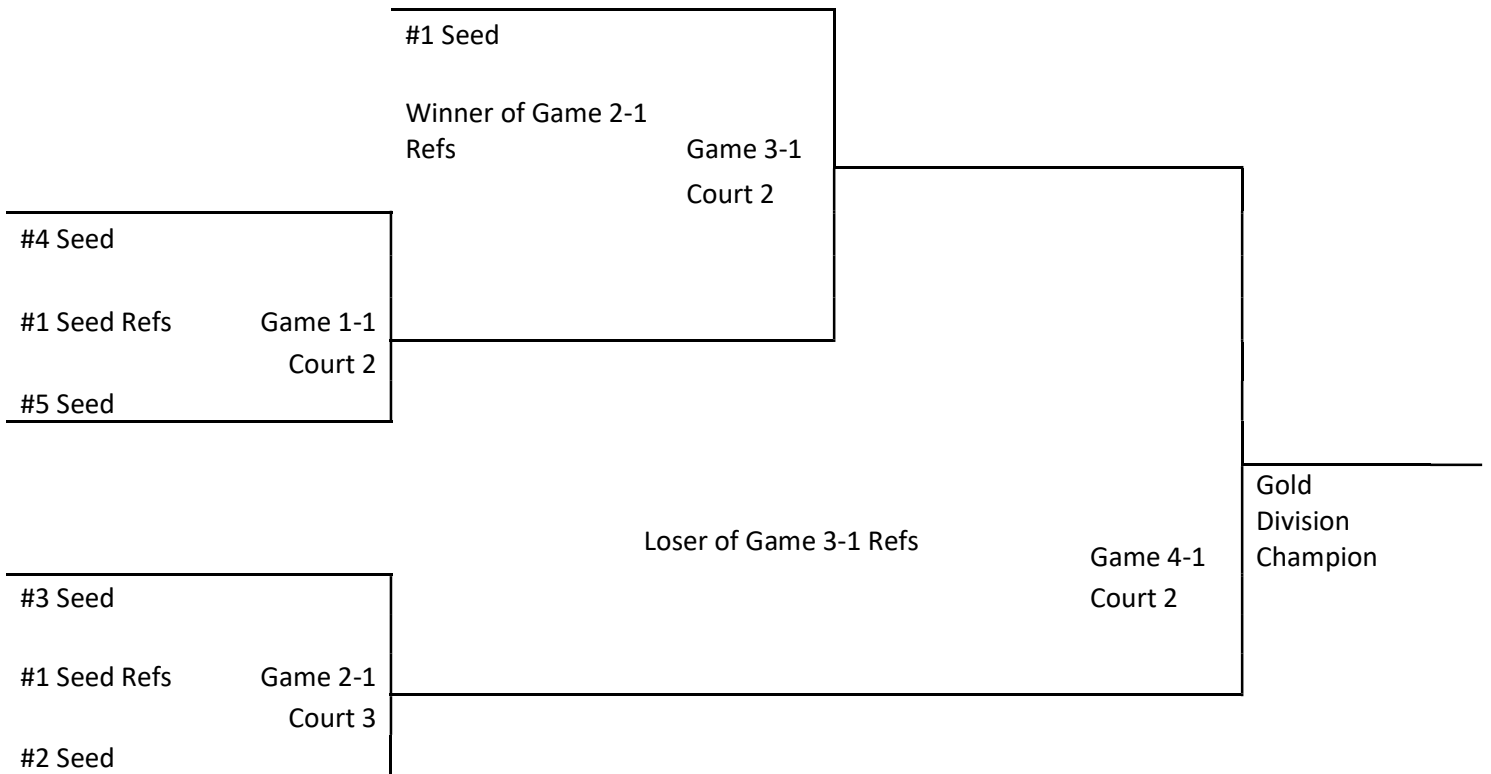 #1 Seed
Winner of Game 2-1
Refs
Game 3-1
Court 2
#4 Seed
#1 Seed Refs
Game 1-1
Court 2
#5 Seed
Gold
Division
Champion
Loser of Game 3-1 Refs
Game 4-1
Court 2
#3 Seed
#1 Seed Refs
Game 2-1
Court 3
#2 Seed